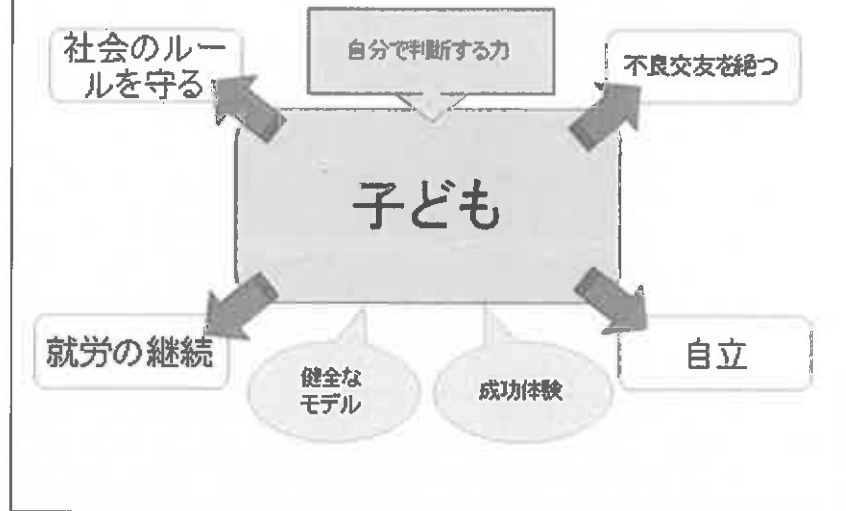 社会のルー
ルを守る
自分で判断する力
不良交友を絶つ
子ども
就労の継続
健全な
モデル
成功体験
自立